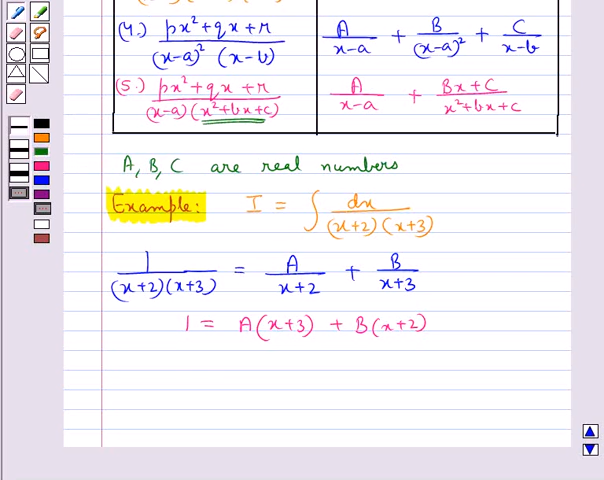 (4.) px²+qx+r / (x-a)² (x-b) A/(x-a) + B/(x-a)² + C/(x-b)
(5.) px²+qx+r / (x-a)(x²+bx+c) A/(x-a) + Bx+C/(x²+bx+c)
A, B, C are real numbers
Example: I = ∫ dx/(x+2)(x+3)
1/(x+2)(x+3) = A/(x+2) + B/(x+3)
1 = A(x+3) + B(x+2)